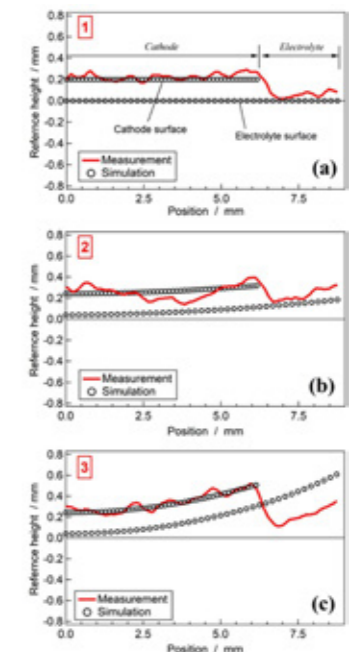 1
Cathode
Electrolyte
0.8
0.6
0.4
0.2
0.0
0.2
0.4
0.6
-0.8
Refernce height / mm
Cathode surface
Electrolyte surface
Measurement
Simulation
(a)
0.0
2.5
5.0
7.5
Position / mm
2
0.8
0.6
0.4
0.2
0.0
0.2
0.4
0.6
-0.8
Refernce height / mm
Measurement
Simulation
(b)
0.0
2.5
5.0
7.5
Position / mm
3
0.8
0.6
0.4
0.2
0.0
0.2
0.4
0.6
-0.8
Refernce height / mm
Measurement
Simulation
(c)
0.0
2.5
5.0
7.5
Position / mm